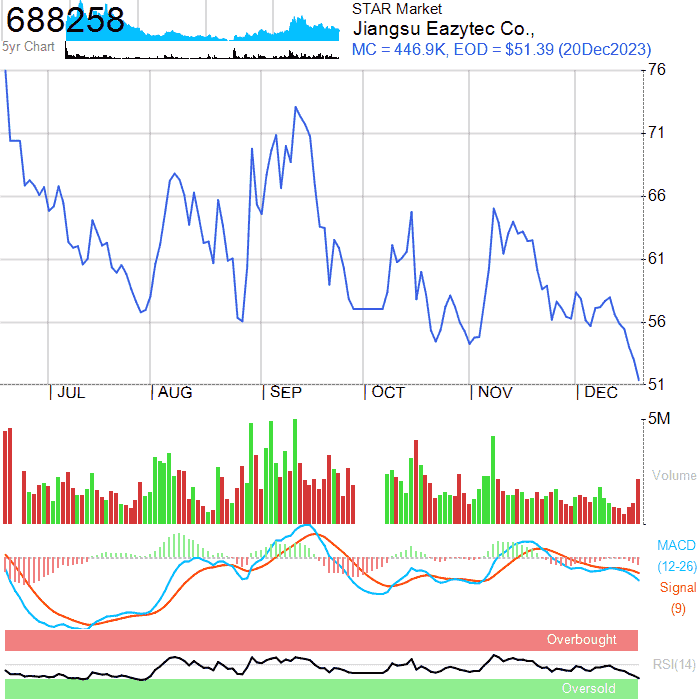 688258
5yr Chart
STAR Market
Jiangsu Eazytec Co.,
MC = 446.9K, EOD = $51.39 (20Dec2023)
76
71
66
61
56
51
JUL
AUG
SEP
OCT
NOV
DEC
5M
Volume
MACD
(12-26)
Signal
(9)
Overbought
RSI(14)
Oversold